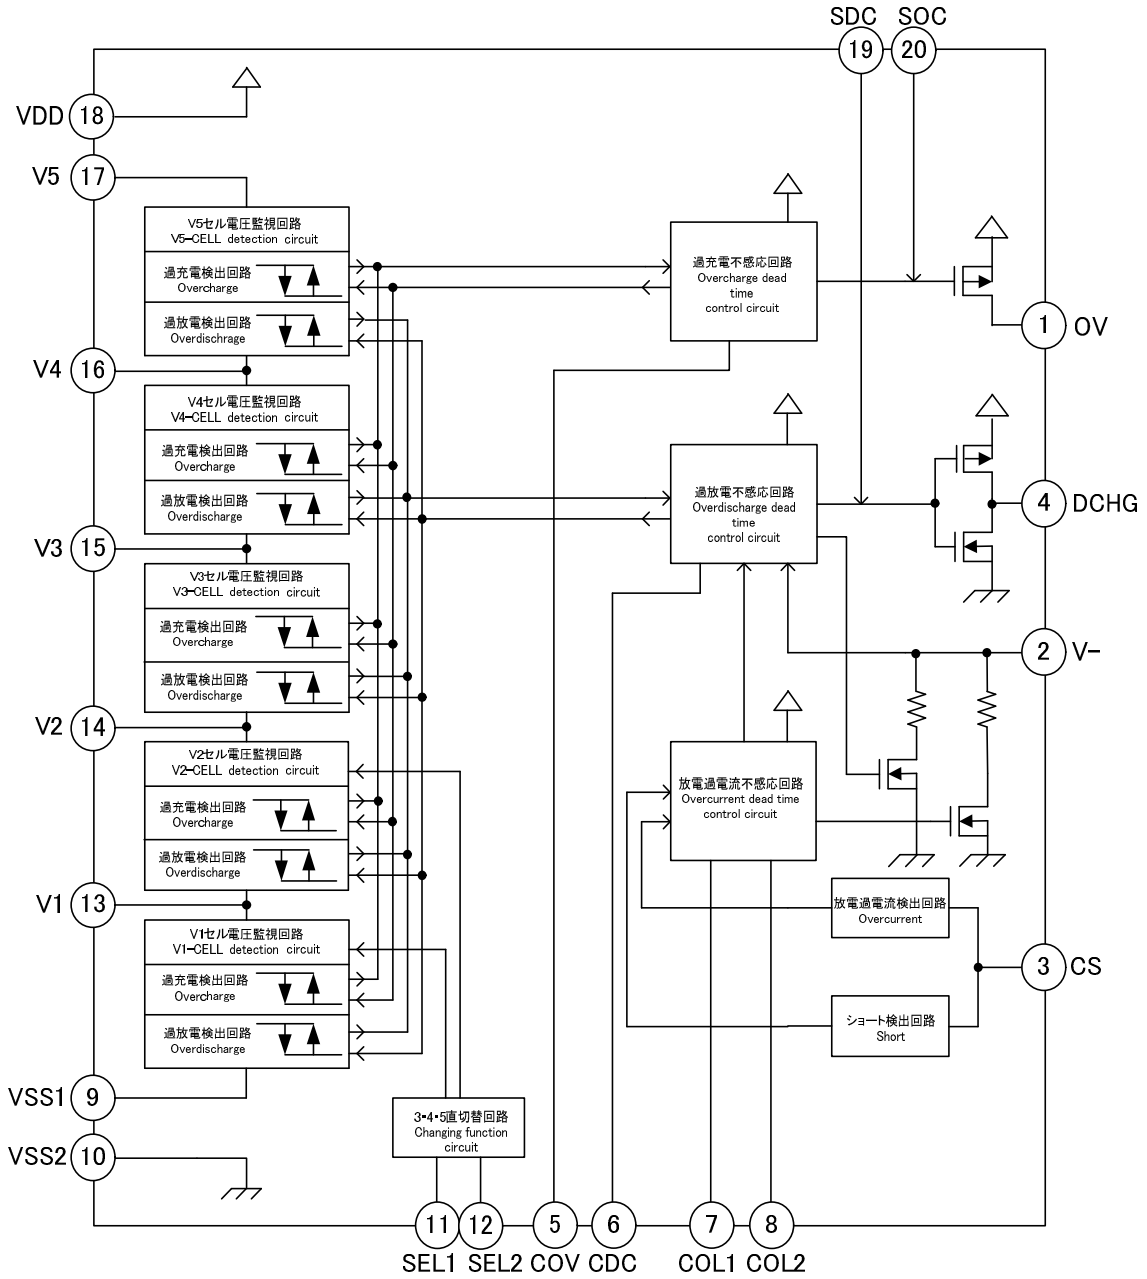 SDC
SOC
19
20
VDD
18
V5
17
V5セル電圧監視回路
V5-CELL detection circuit
過充電検出回路
Overcharge
過放電検出回路
Overdischrage
過充電不感応回路
Overcharge dead
time
control circuit
1
OV
V4
16
V4セル電圧監視回路
V4-CELL detection circuit
過充電検出回路
Overcharge
過放電検出回路
Overdischarge
過放電不感応回路
Overdischarge dead
time
control circuit
4
DCHG
V3
15
V3セル電圧監視回路
V3-CELL detection circuit
過充電検出回路
Overcharge
過放電検出回路
Overdischarge
2
V-
V2
14
V2セル電圧監視回路
V2-CELL detection circuit
過充電検出回路
Overcharge
過放電検出回路
Overdischarge
放電過電流不感応回路
Overcurrent dead time
control circuit
V1
13
V1セル電圧監視回路
V1-CELL detection circuit
過充電検出回路
Overcharge
過放電検出回路
Overdischarge
放電過電流検出回路
Overcurrent
3
CS
ショート検出回路
Short
VSS1
9
3・4・5直切替回路
Changing function
circuit
VSS2
10
11
12
5
6
7
8
SEL1
SEL2
COV
CDC
COL1
COL2